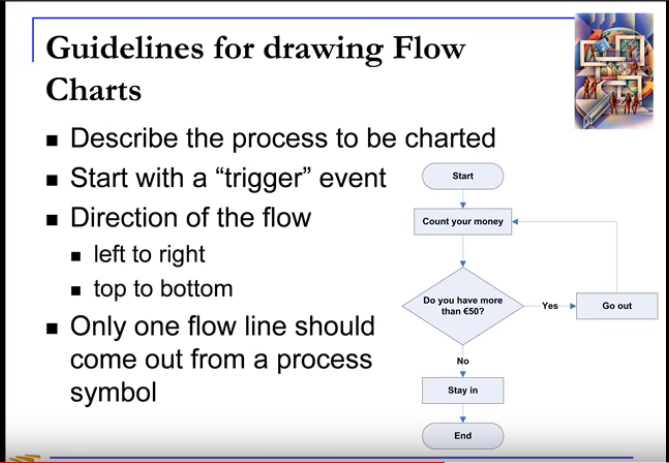 Guidelines for drawing Flow
Charts
Describe the process to be charted
Start with a “trigger” event
Direction of the flow
left to right
top to bottom
Only one flow line should
come out from a process
symbol
Start
Count your money
Do you have more
than €50?
Yes
Go out
No
Stay in
End